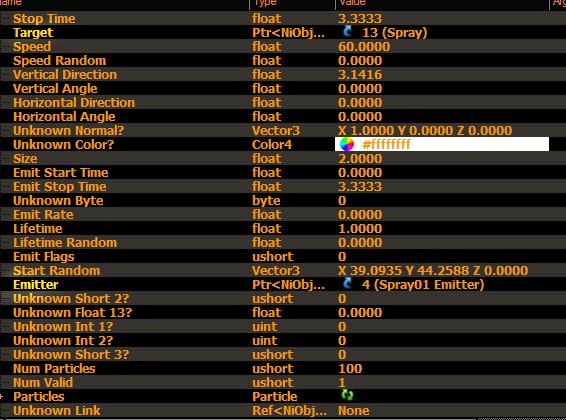 Type Value
Stop Time float 3.3333
Target Ptr<NiObj... 13 (Spray)
Speed float 60.0000
Speed Random float 0.0000
Vertical Direction float 3.1416
Vertical Angle float 0.0000
Horizontal Direction float 0.0000
Horizontal Angle float 0.0000
Unknown Normal? Vector3 X 1.0000 Y 0.0000 Z 0.0000
Unknown Color? Color4 #ffffffff
Size float 2.0000
Emit Start Time float 0.0000
Emit Stop Time float 3.3333
Unknown Byte byte 0
Emit Rate float 0.0000
Lifetime float 1.0000
Lifetime Random float 0.0000
Emit Flags ushort 0
Start Random Vector3 X 39.0935 Y 44.2588 Z 0.0000
Emitter Ptr<NiObj... 4 (Spray01 Emitter)
Unknown Short 2? ushort 0
Unknown Float 13? float 0.0000
Unknown Int 1? uint 0
Unknown Int 2? uint 0
Unknown Short 3? ushort 0
Num Particles ushort 100
Num Valid ushort 1
Particles Particle
Unknown Link Ref<NiObj... None